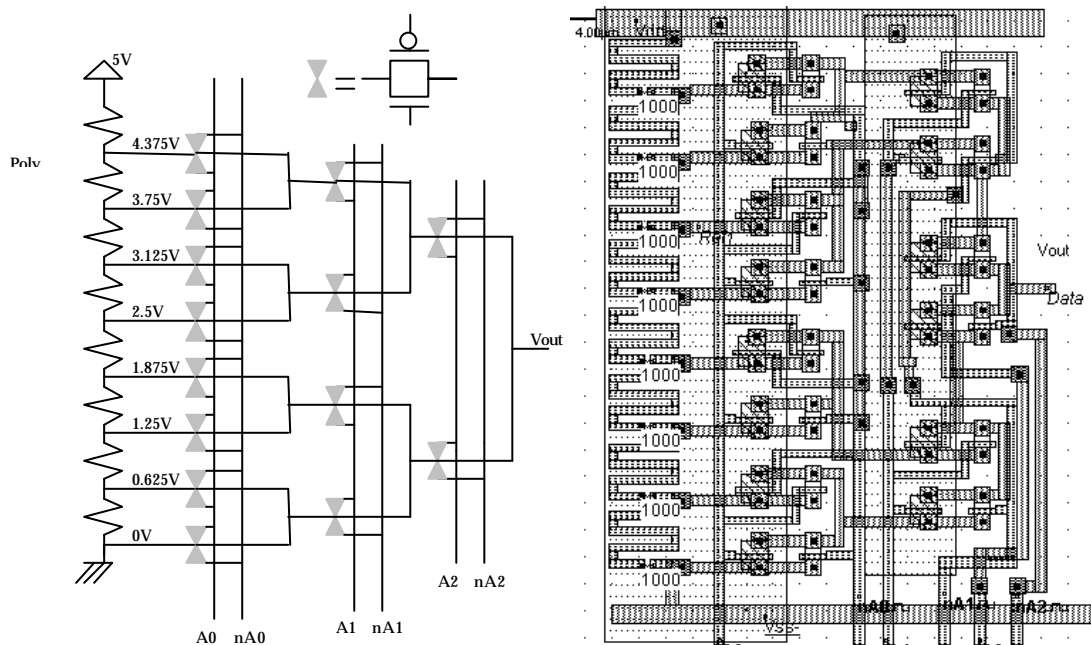 5V
Poly
4.375V
3.75V
3.125V
2.5V
1.875V
1.25V
0.625V
0V
A0 nA0
A1 nA1
A2 nA2
Vout
1000
1000
1000
1000
1000
1000
1000
1000
Vout
Data
nA0
nA1
nA2
Vss-